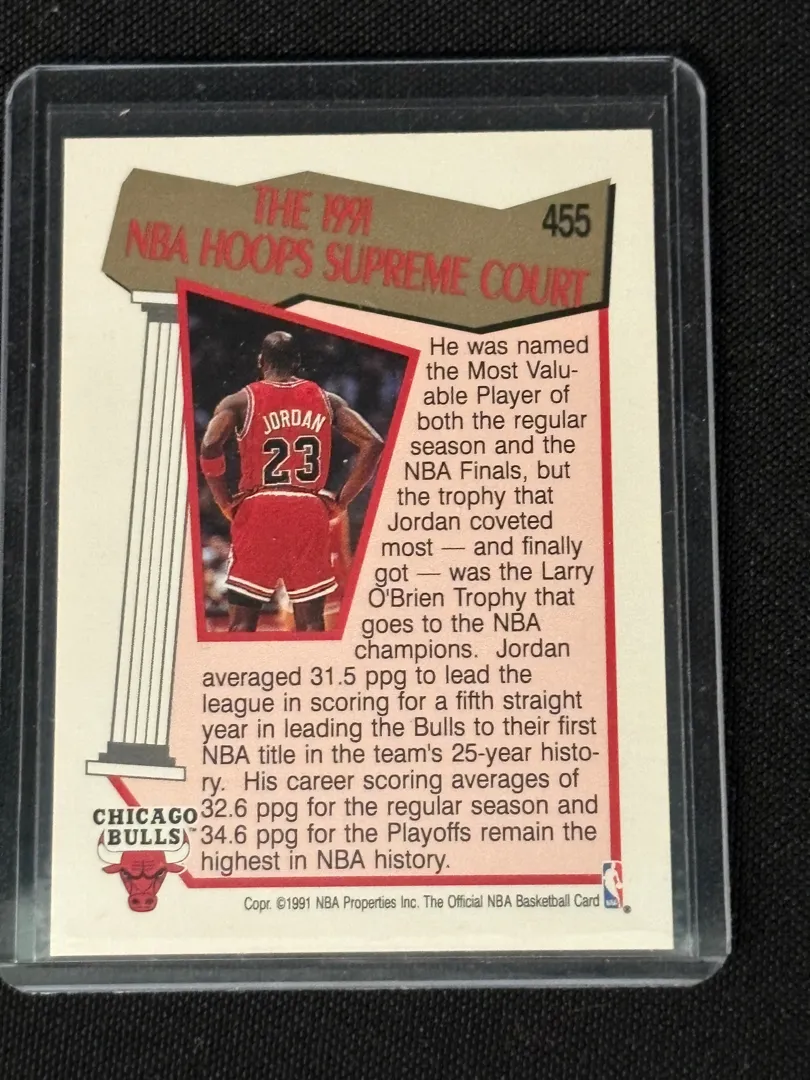 THE 1991
NBA HOOPS SUPREME COURT
455
JORDAN
23
He was named
the Most Valu-
able Player of
both the regular
season and the
NBA Finals, but
the trophy that
Jordan coveted
most — and finally
got — was the Larry
O'Brien Trophy that
goes to the NBA
champions. Jordan
averaged 31.5 ppg to lead the
league in scoring for a fifth straight
year in leading the Bulls to their first
NBA title in the team's 25-year histo-
ry. His career scoring averages of
32.6 ppg for the regular season and
34.6 ppg for the Playoffs remain the
highest in NBA history.
CHICAGO
BULLS™
Copr. ©1991 NBA Properties Inc. The Official NBA Basketball Card
NBA ®